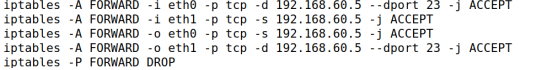 iptables -A FORWARD -i eth0 -p tcp -d 192.168.60.5 --dport 23 -j ACCEPT
iptables -A FORWARD -i eth1 -p tcp -s 192.168.60.5 -j ACCEPT
iptables -A FORWARD -o eth0 -p tcp -s 192.168.60.5 -j ACCEPT
iptables -A FORWARD -o eth1 -p tcp -d 192.168.60.5 --dport 23 -j ACCEPT
iptables -P FORWARD DROP